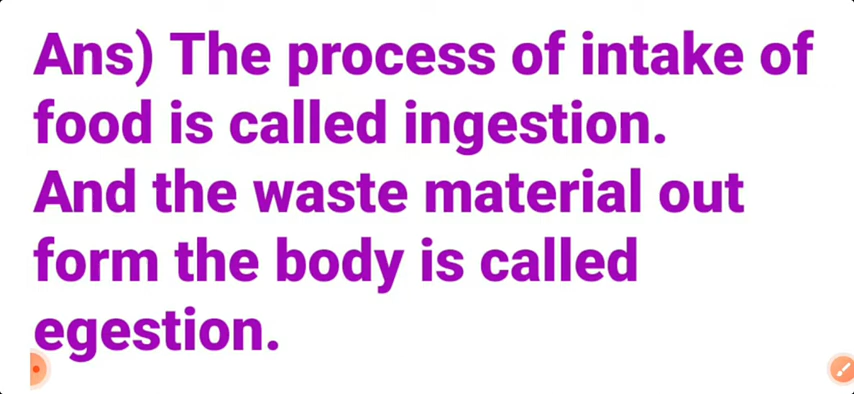 Ans) The process of intake of
food is called ingestion.
And the waste material out
form the body is called
egestion.